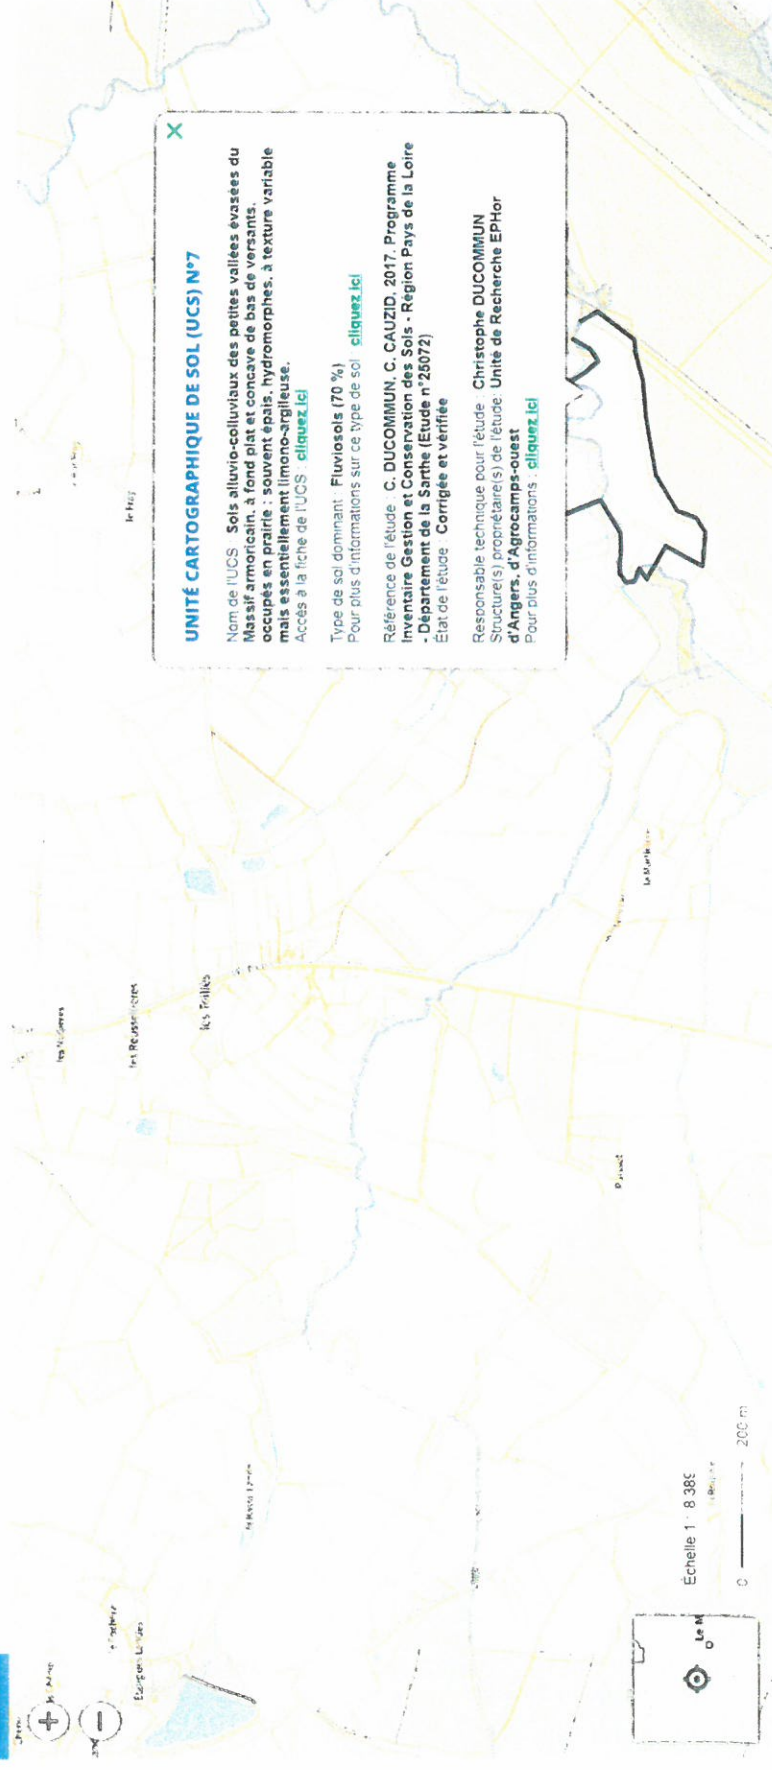 UNITÉ CARTOGRAPHIQUE DE SOL (UCS) N°7
Nom de l'UCS : Sols alluvio-colluviaux des petites vallées évasées du
Massif armoricain, à fond plat et concave de bas de versants,
occupés en prairie : souvent épais, hydromorphes, à texture variable
mais essentiellement limono-argileuse.
Accès à la fiche de l'UCS : cliquez ici
Type de sol dominant : Fluviosols (70 %)
Pour plus d'informations sur ce type de sol : cliquez ici
Référence de l'étude : C. DUCOMMUN, C. CAUZID, 2017. Programme
Inventaire Gestion et Conservation des Sols - Région Pays de la Loire
- Département de la Sarthe (Etude n°25072)
État de l'étude : Corrigée et vérifiée
Responsable technique pour l'étude : Christophe DUCOMMUN
Structure(s) propriétaire(s) de l'étude: Unité de Recherche EPHor
d'Angers, d'Agrocamps-ouest
Pour plus d'informations : cliquez ici
les Teilles
Échelle 1 : 8 389
0
200 m
Le M